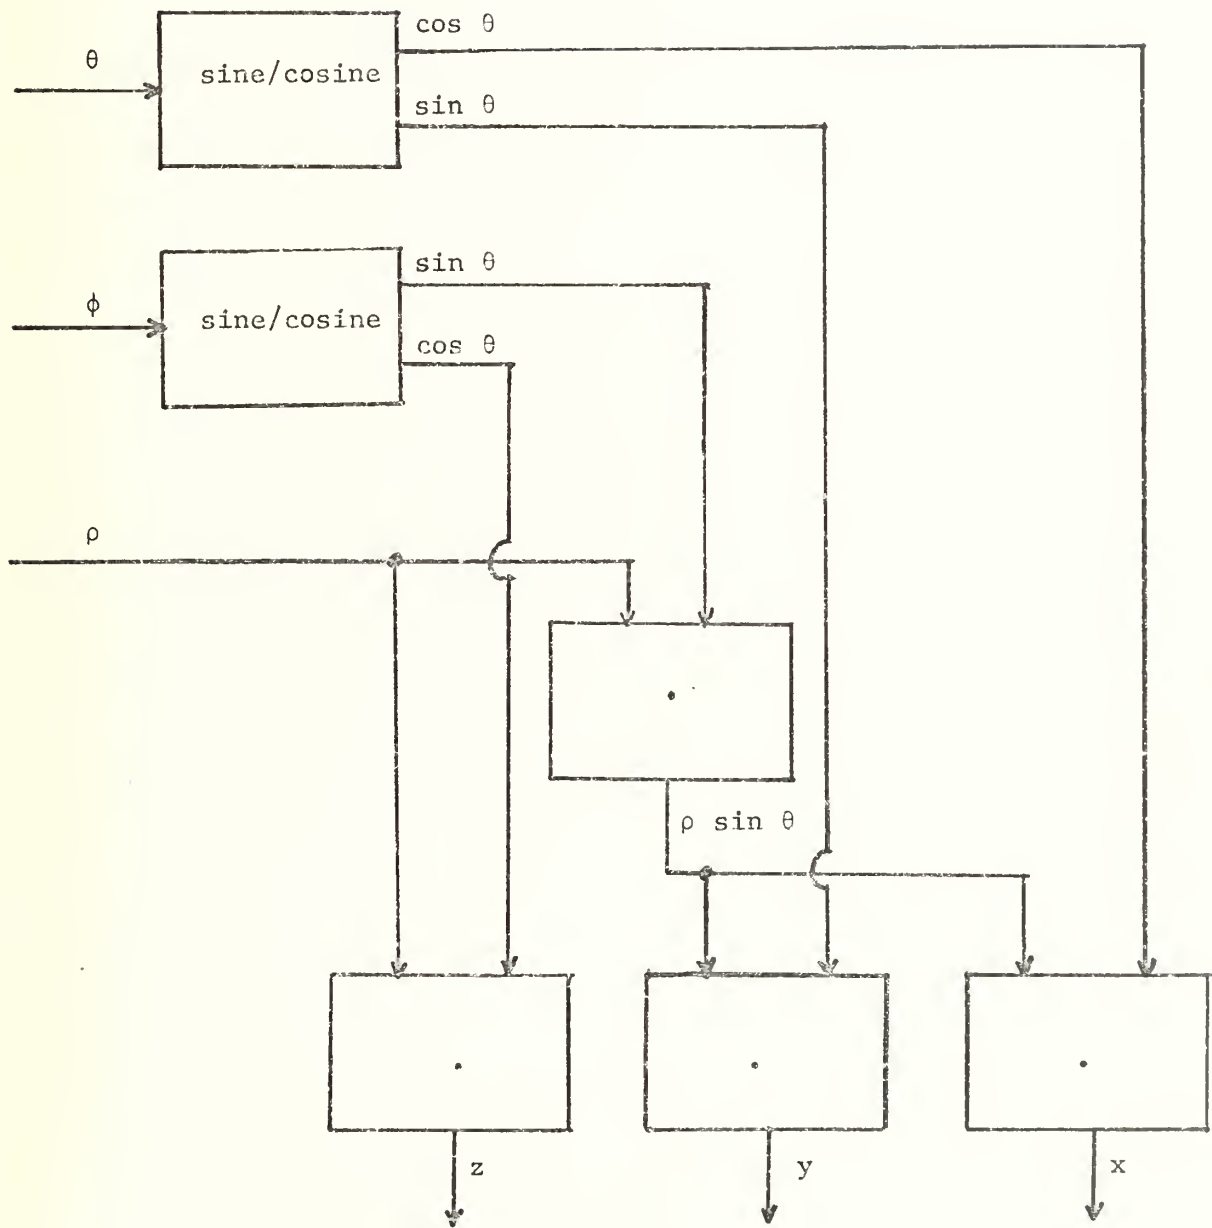 cos θ
θ
sine/cosine
sin θ
sin θ
ϕ
sine/cosine
cos θ
ρ
.
ρ sin θ
.
.
.
z
y
x